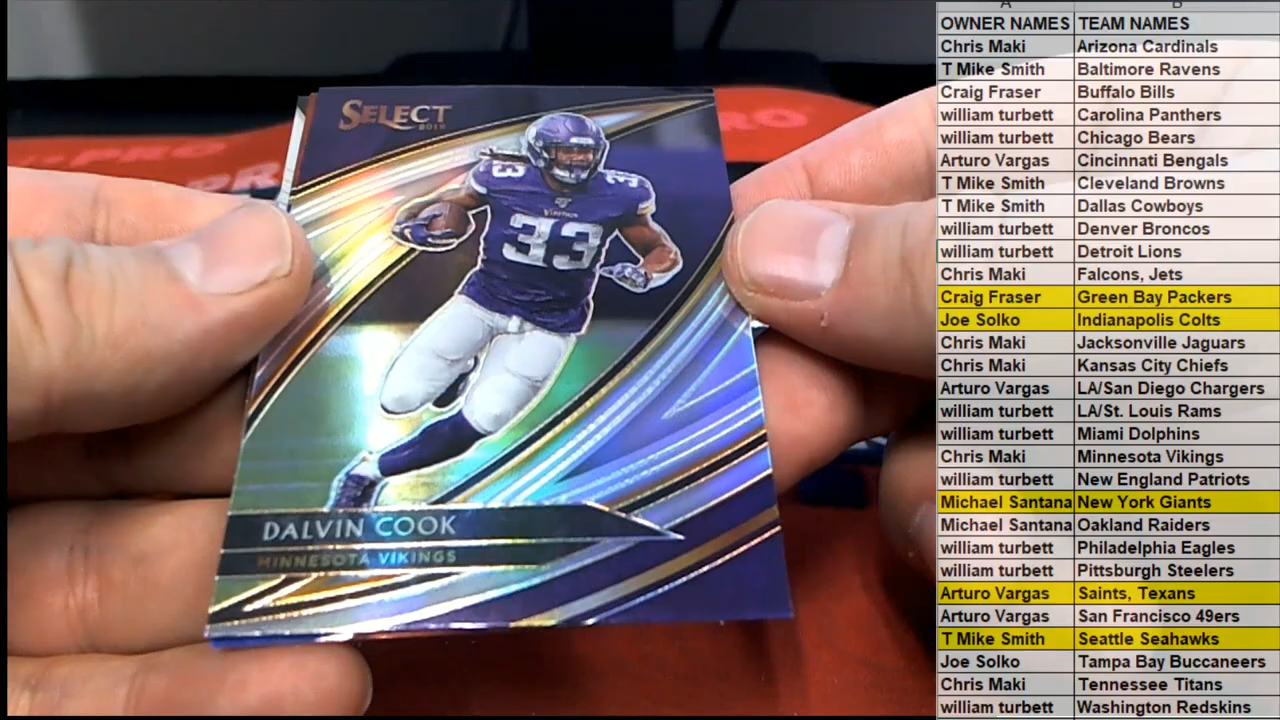 SELECT
2019
33
33
VIKINGS
33
DALVIN COOK
MINNESOTA VIKINGS
PRO
RO
A B
OWNER NAMES TEAM NAMES
Chris Maki Arizona Cardinals
T Mike Smith Baltimore Ravens
Craig Fraser Buffalo Bills
william turbett Carolina Panthers
william turbett Chicago Bears
Arturo Vargas Cincinnati Bengals
T Mike Smith Cleveland Browns
T Mike Smith Dallas Cowboys
william turbett Denver Broncos
william turbett Detroit Lions
Chris Maki Falcons, Jets
Craig Fraser Green Bay Packers
Joe Solko Indianapolis Colts
Chris Maki Jacksonville Jaguars
Chris Maki Kansas City Chiefs
Arturo Vargas LA/San Diego Chargers
william turbett LA/St. Louis Rams
william turbett Miami Dolphins
Chris Maki Minnesota Vikings
william turbett New England Patriots
Michael Santana New York Giants
Michael Santana Oakland Raiders
william turbett Philadelphia Eagles
william turbett Pittsburgh Steelers
Arturo Vargas Saints, Texans
Arturo Vargas San Francisco 49ers
T Mike Smith Seattle Seahawks
Joe Solko Tampa Bay Buccaneers
Chris Maki Tennessee Titans
william turbett Washington Redskins